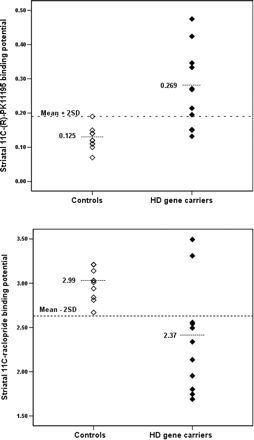 Striatal 11C-(R)-PK11195 binding potential
0.50
0.40
0.30
0.20
0.10
0.00
Mean + 2SD
0.125
0.269
Controls
HD gene carriers
Striatal 11C-raclopride binding potential
3.50
3.00
2.50
2.00
1.50
2.99
Mean - 2SD
2.37
Controls
HD gene carriers